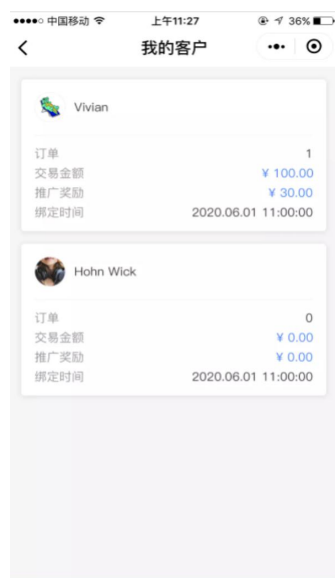 中国移动 上午11:27 36%
我的客户
Vivian
订单 1
交易金额 ¥ 100.00
推广奖励 ¥ 30.00
绑定时间 2020.06.01 11:00:00
Hohn Wick
订单 0
交易金额 ¥ 0.00
推广奖励 ¥ 0.00
绑定时间 2020.06.01 11:00:00